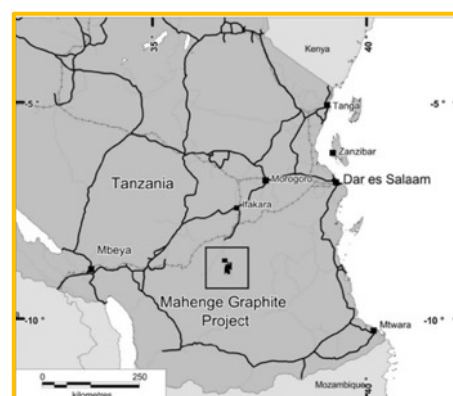 35
40
Kenya
-5 °
-5 °
Tanga
Zanzibar
Morogoro
Dar es Salaam
Tanzania
Ifakara
Mbeya
Mahenge Graphite
Project
-10 °
-10 °
Mtwara
0
250
kilometres
Mozambique
40